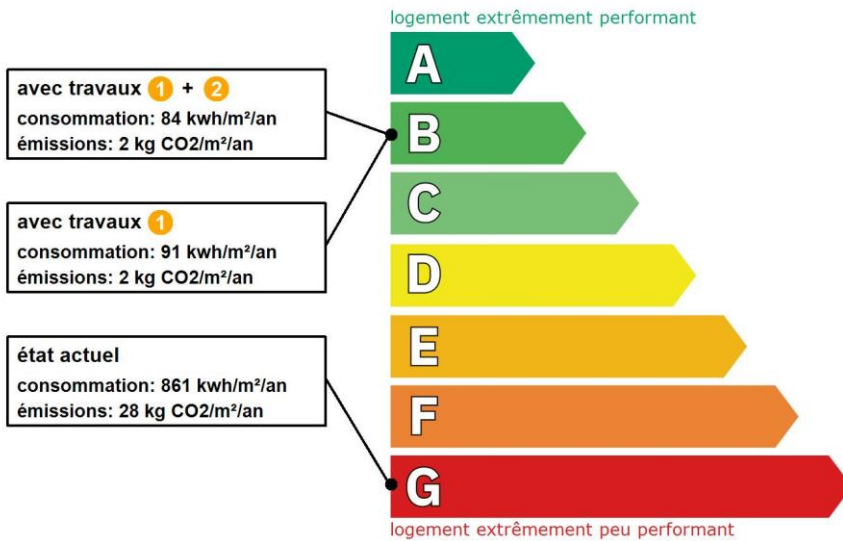 logement extrêmement performant
A
avec travaux 1 + 2
consommation: 84 kwh/m²/an
émissions: 2 kg CO2/m²/an
B
C
avec travaux 1
consommation: 91 kwh/m²/an
émissions: 2 kg CO2/m²/an
D
E
état actuel
consommation: 861 kwh/m²/an
émissions: 28 kg CO2/m²/an
F
G
logement extrêmement peu performant